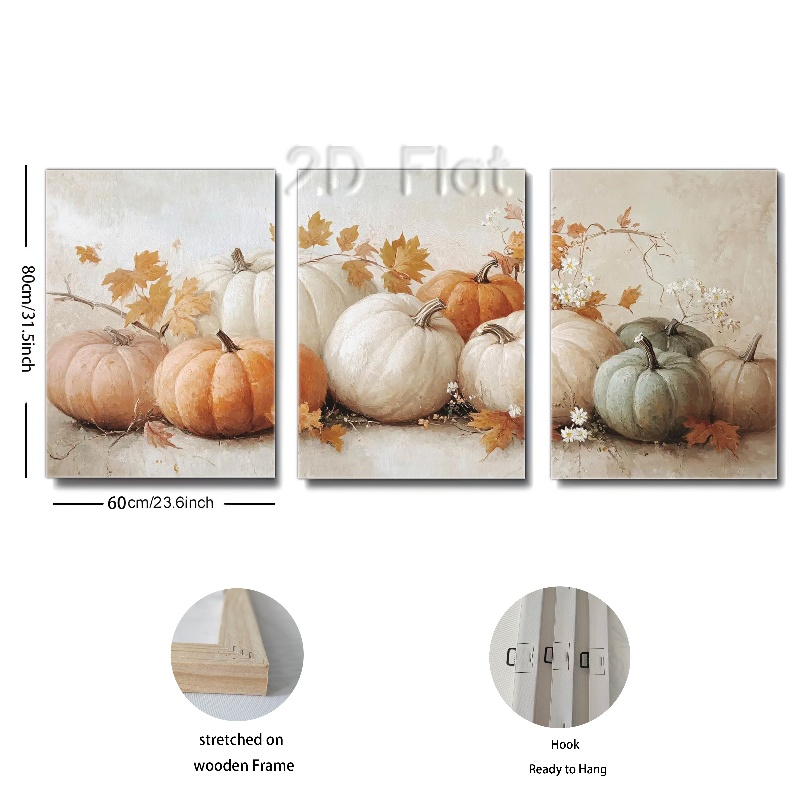 2D Flat
80cm/31.5inch
60cm/23.6inch
stretched on
wooden Frame
Hook
Ready to Hang